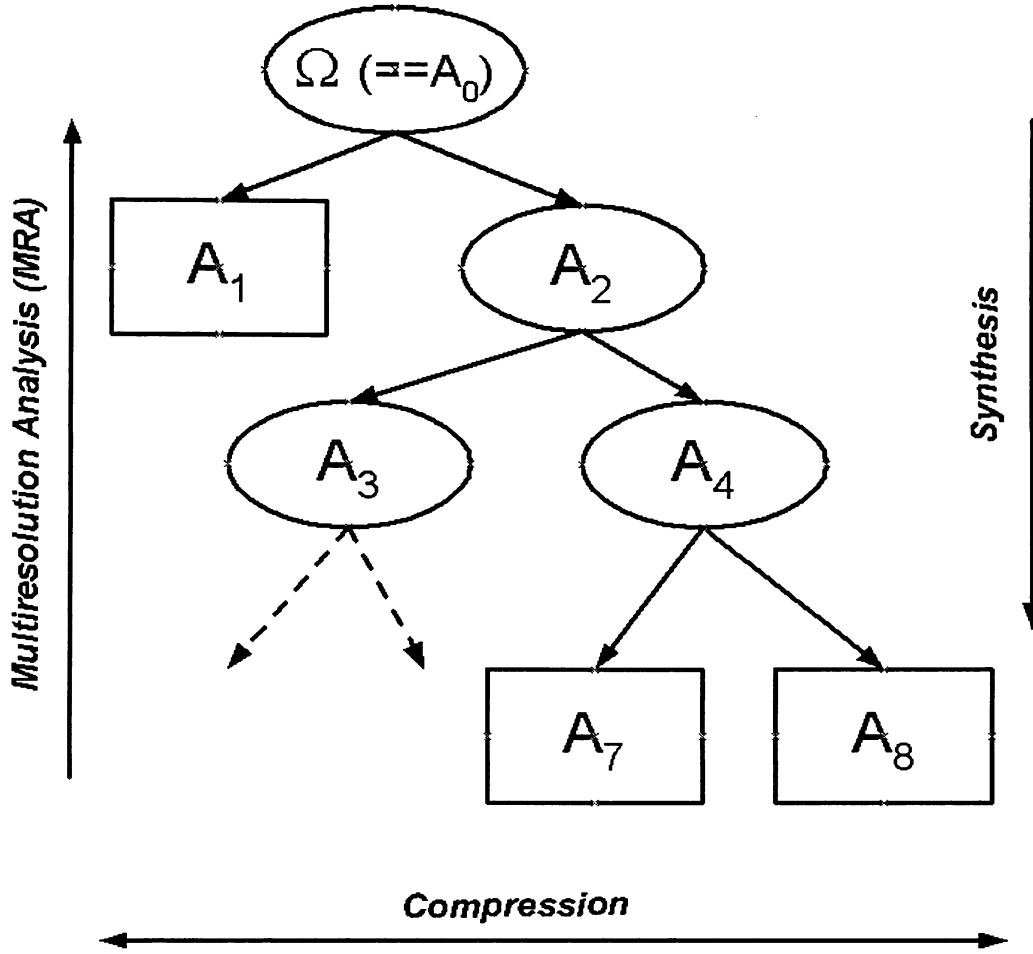 Ω (==A₀)
A₁
A₂
A₃
A₄
A₇
A₈
Multiresolution Analysis (MRA)
Synthesis
Compression